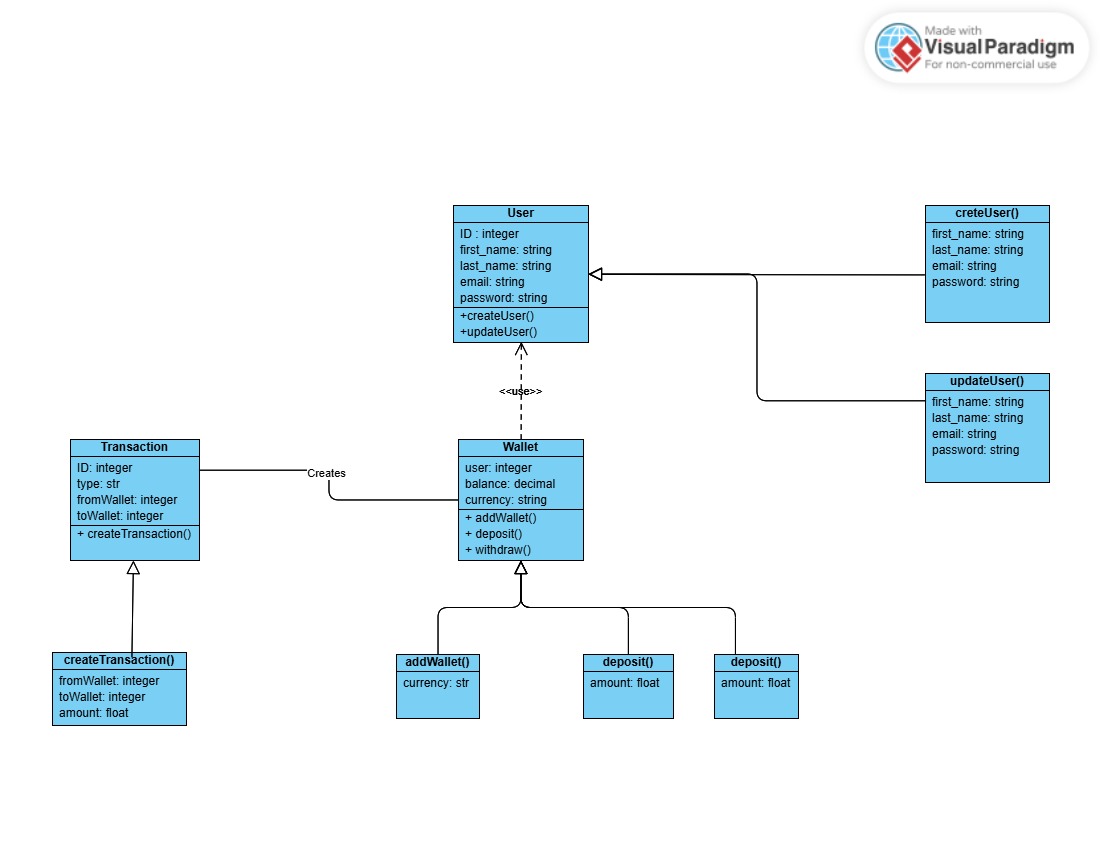 Made with
Visual Paradigm
For non-commercial use
User
ID : integer
first_name: string
last_name: string
email: string
password: string
+createUser()
+updateUser()
creteUser()
first_name: string
last_name: string
email: string
password: string
updateUser()
first_name: string
last_name: string
email: string
password: string
<<use>>
Transaction
ID: integer
type: str
fromWallet: integer
toWallet: integer
+ createTransaction()
Creates
Wallet
user: integer
balance: decimal
currency: string
+ addWallet()
+ deposit()
+ withdraw()
createTransaction()
fromWallet: integer
toWallet: integer
amount: float
addWallet()
currency: str
deposit()
amount: float
deposit()
amount: float